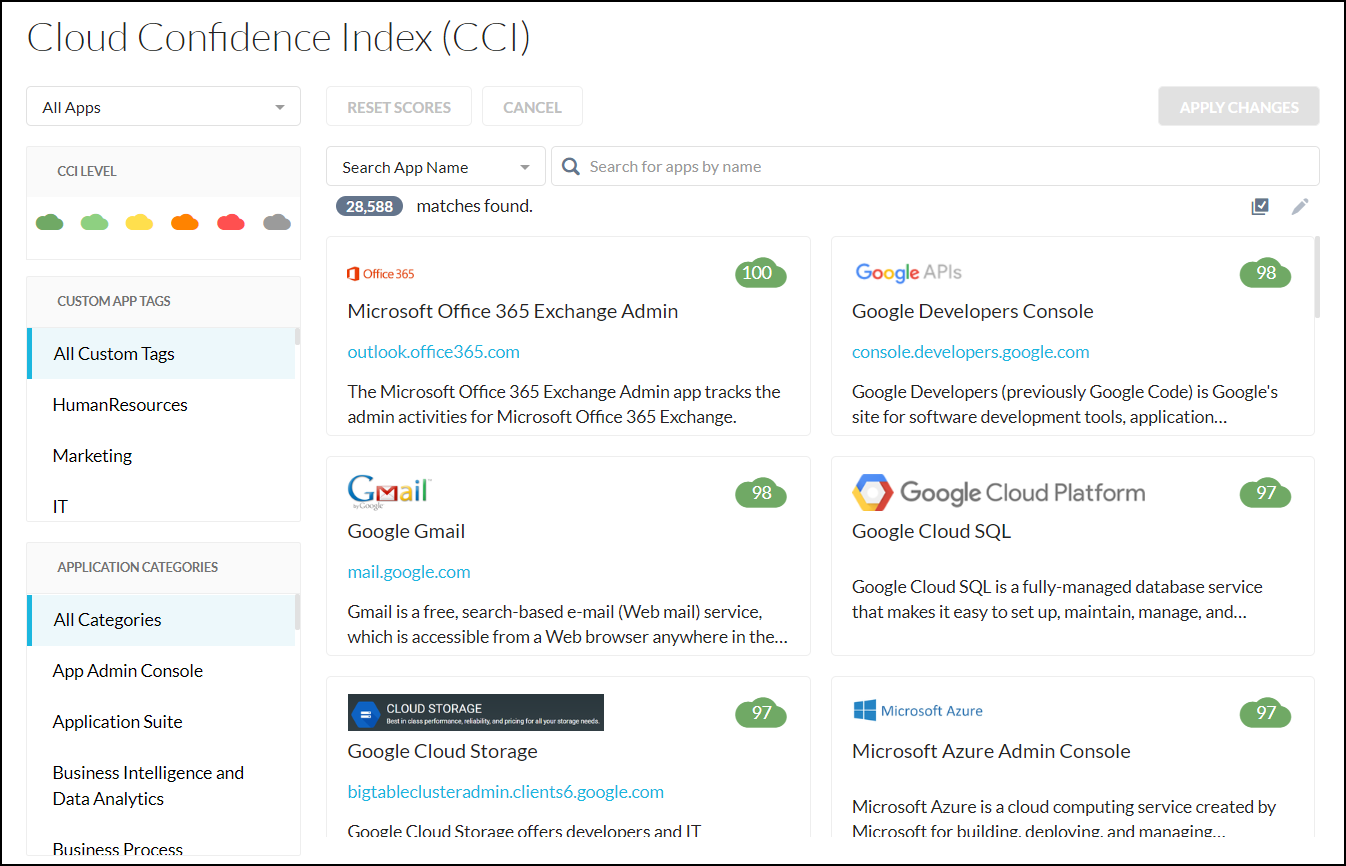 Cloud Confidence Index (CCI)
All Apps
RESET SCORES
CANCEL
APPLY CHANGES
CCI LEVEL
Search App Name
Search for apps by name
28,588 matches found.
CUSTOM APP TAGS
All Custom Tags
HumanResources
Marketing
IT
APPLICATION CATEGORIES
All Categories
App Admin Console
Application Suite
Business Intelligence and
Data Analytics
Business Process
Office 365
100
Microsoft Office 365 Exchange Admin
outlook.office365.com
The Microsoft Office 365 Exchange Admin app tracks the
admin activities for Microsoft Office 365 Exchange.
Google APIs
98
Google Developers Console
console.developers.google.com
Google Developers (previously Google Code) is Google's
site for software development tools, application…
Gmail
by Google
98
Google Gmail
mail.google.com
Gmail is a free, search-based e-mail (Web mail) service,
which is accessible from a Web browser anywhere in the…
Google Cloud Platform
97
Google Cloud SQL
Google Cloud SQL is a fully-managed database service
that makes it easy to set up, maintain, manage, and…
CLOUD STORAGE
Best in class performance, reliability, and pricing for all your storage needs.
97
Google Cloud Storage
bigtableclusteradmin.clients6.google.com
Google Cloud Storage offers developers and IT
Microsoft Azure
97
Microsoft Azure Admin Console
Microsoft Azure is a cloud computing service created by
Microsoft for building, deploying, and managing…